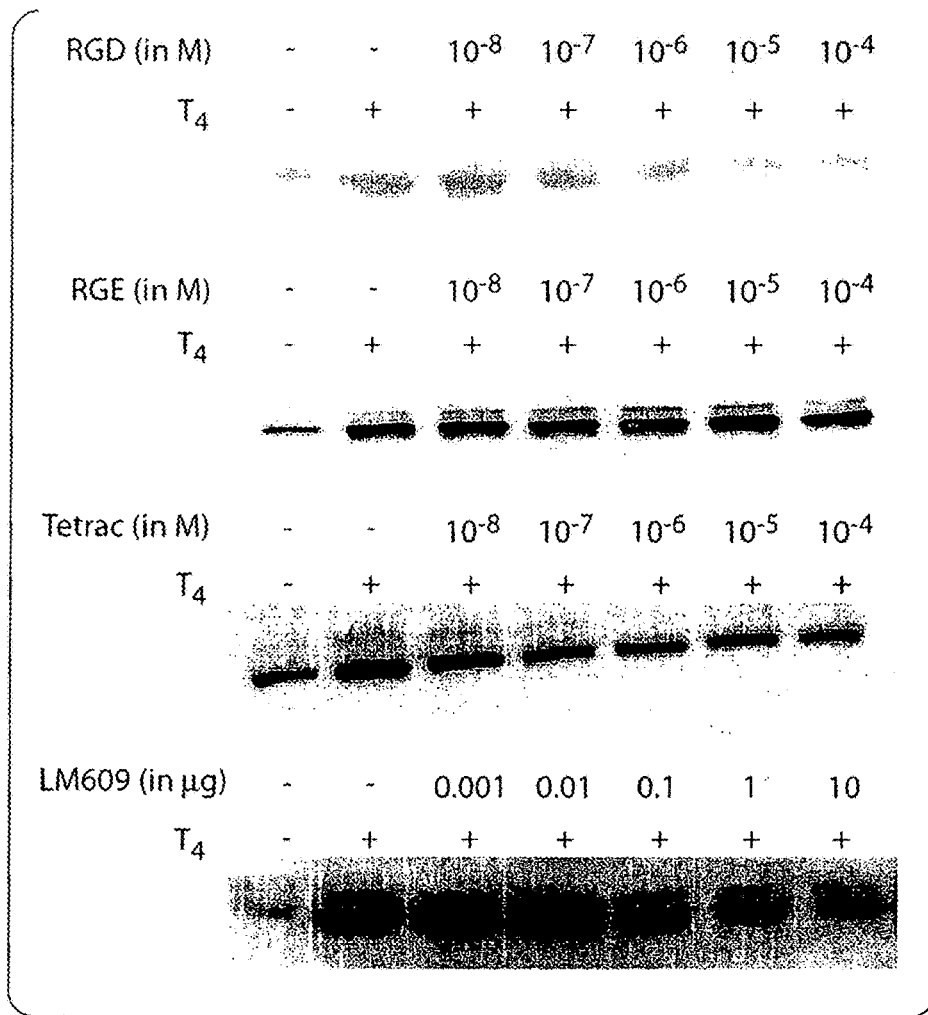 RGD (in M) - - 10-8 10-7 10-6 10-5 10-4
T4 - + + + + + +
RGE (in M) - - 10-8 10-7 10-6 10-5 10-4
T4 - + + + + + +
Tetrac (in M) - - 10-8 10-7 10-6 10-5 10-4
T4 - + + + + + +
LM609 (in μg) - - 0.001 0.01 0.1 1 10
T4 - + + + + + +